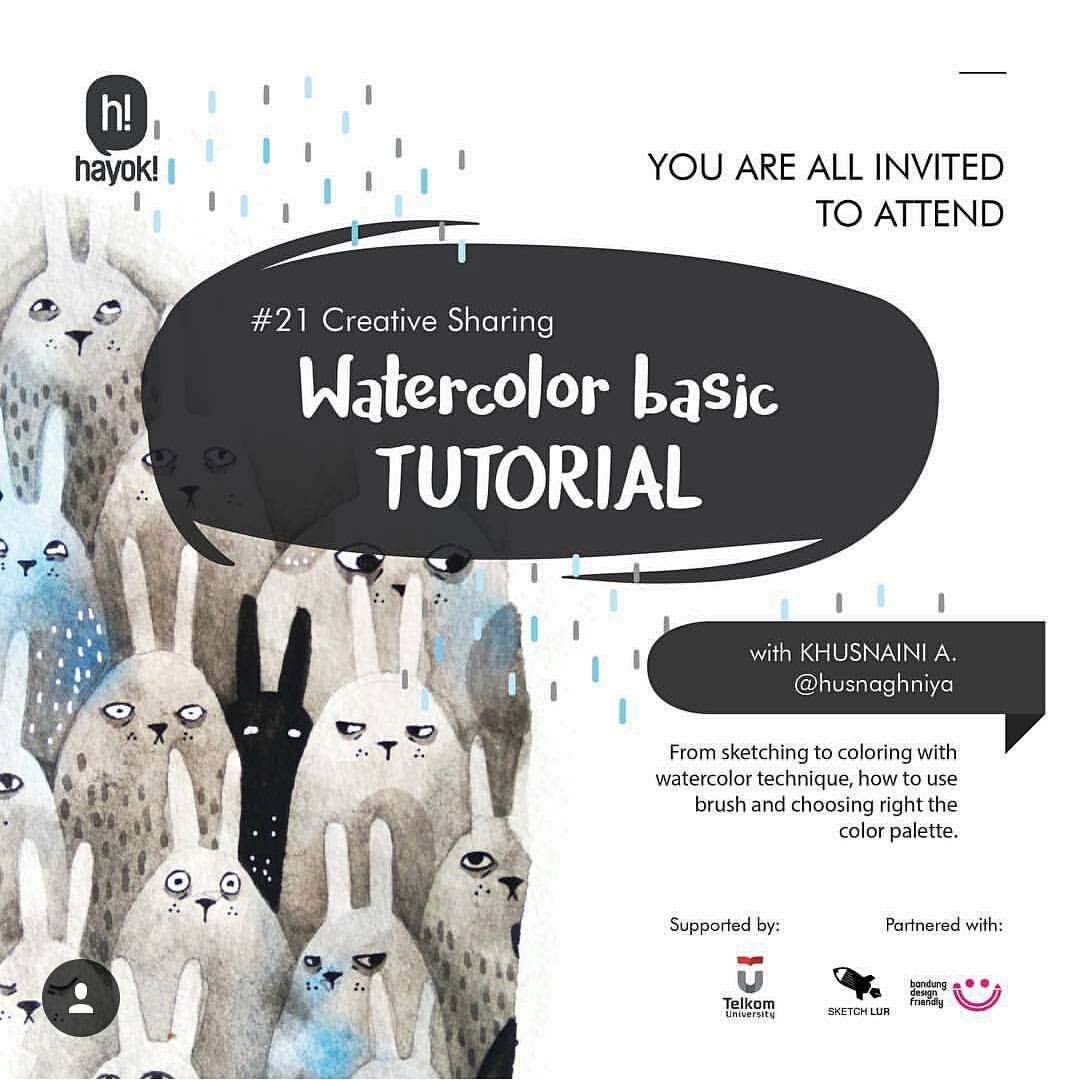 h!
hayok!
YOU ARE ALL INVITED
TO ATTEND
#21 Creative Sharing
Watercolor basic
TUTORIAL
with KHUSNAINI A.
@husnaghniya
From sketching to coloring with
watercolor technique, how to use
brush and choosing right the
color palette.
Supported by:
Telkom
University
Partnered with:
SKETCH LUR
bandung
design
friendly